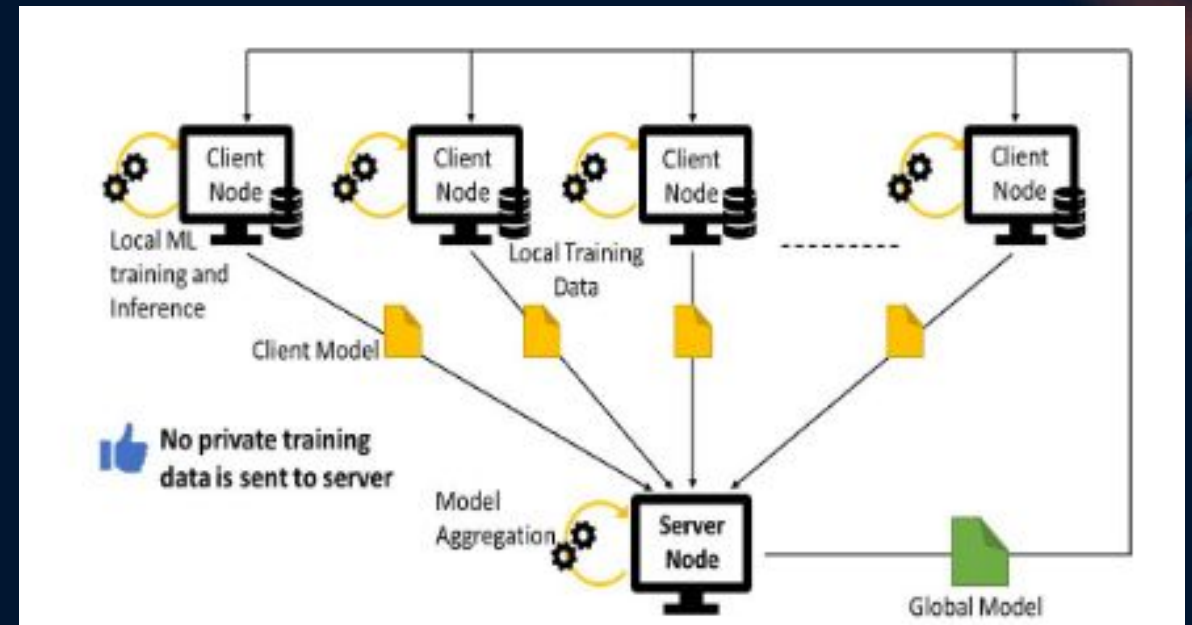 Client
Node
Client
Node
Client
Node
Client
Node
Local ML
training and
Inference
Local Training
Data
Client Model
No private training
data is sent to server
Model
Aggregation
Server
Node
Global Model